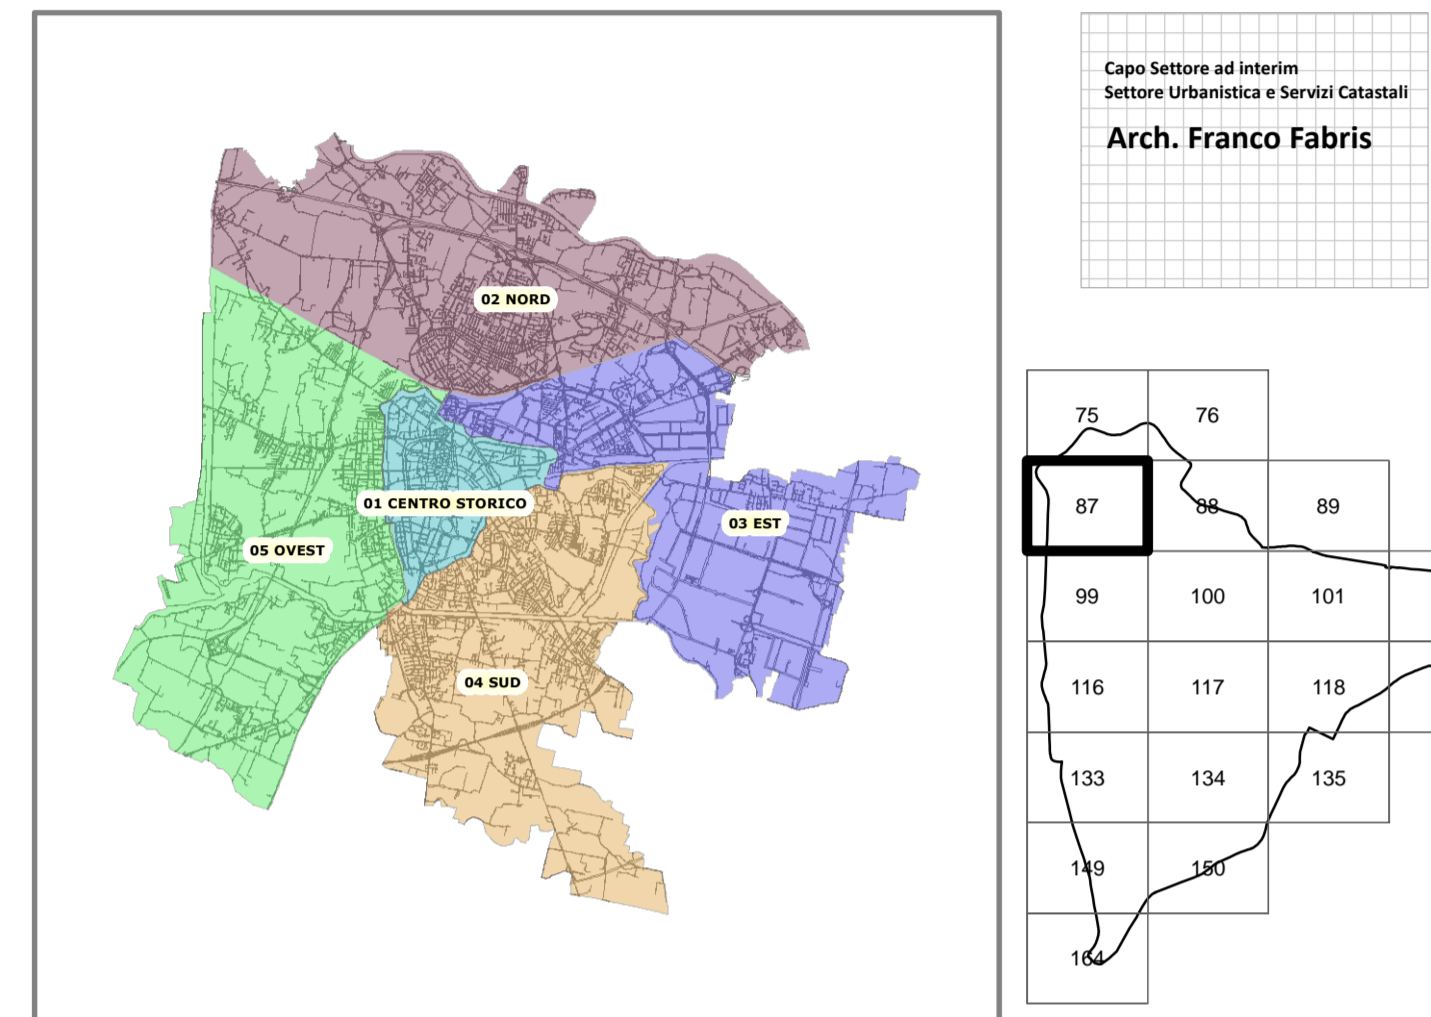 Capo Settore ad interim
Settore Urbanistica e Servizi Catastali
Arch. Franco Fabris
02 NORD
01 CENTRO STORICO
03 EST
05 OVEST
04 SUD
75 76
87 88 89
99 100 101
116 117 118
133 134 135
149 150
164